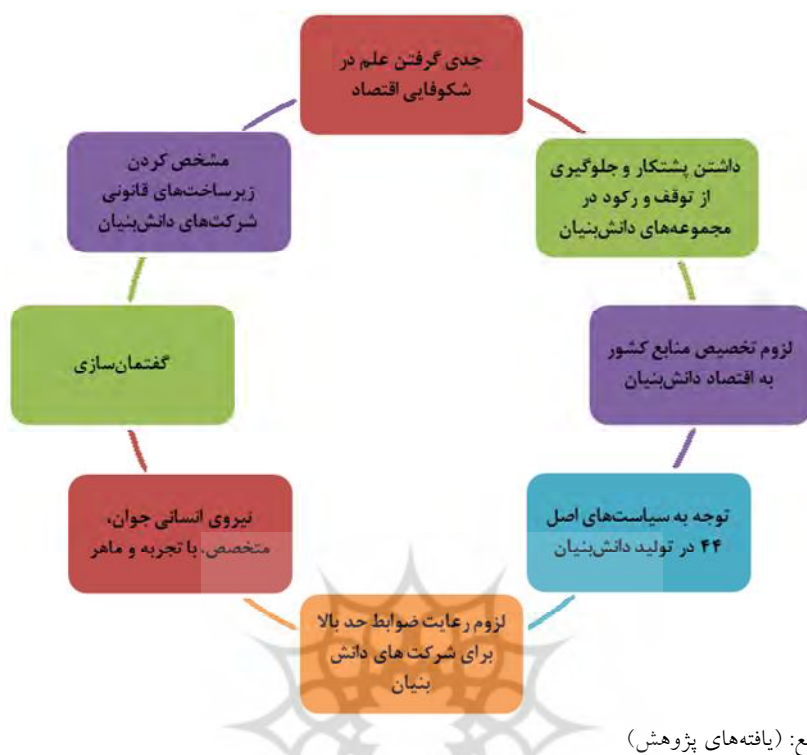 جدی گرفتن علم در
شکوفایی اقتصاد
داشتن پشتکار و جلوگیری
از توقف و رکود در
مجموعه‌های دانش‌بنیان
لزوم تخصیص منابع کشور
به اقتصاد دانش‌بنیان
توجه به سیاست‌های اصل
۴۴ در تولید دانش‌بنیان
لزوم رعایت ضوابط حد بالا
برای شرکت های دانش
بنیان
نیروی انسانی جوان،
متخصص، با تجربه و ماهر
گفتمان‌سازی
مشخص کردن
زیرساخت‌های قانونی
شرکت‌های دانش‌بنیان
ع: (یافته‌های پژوهش)